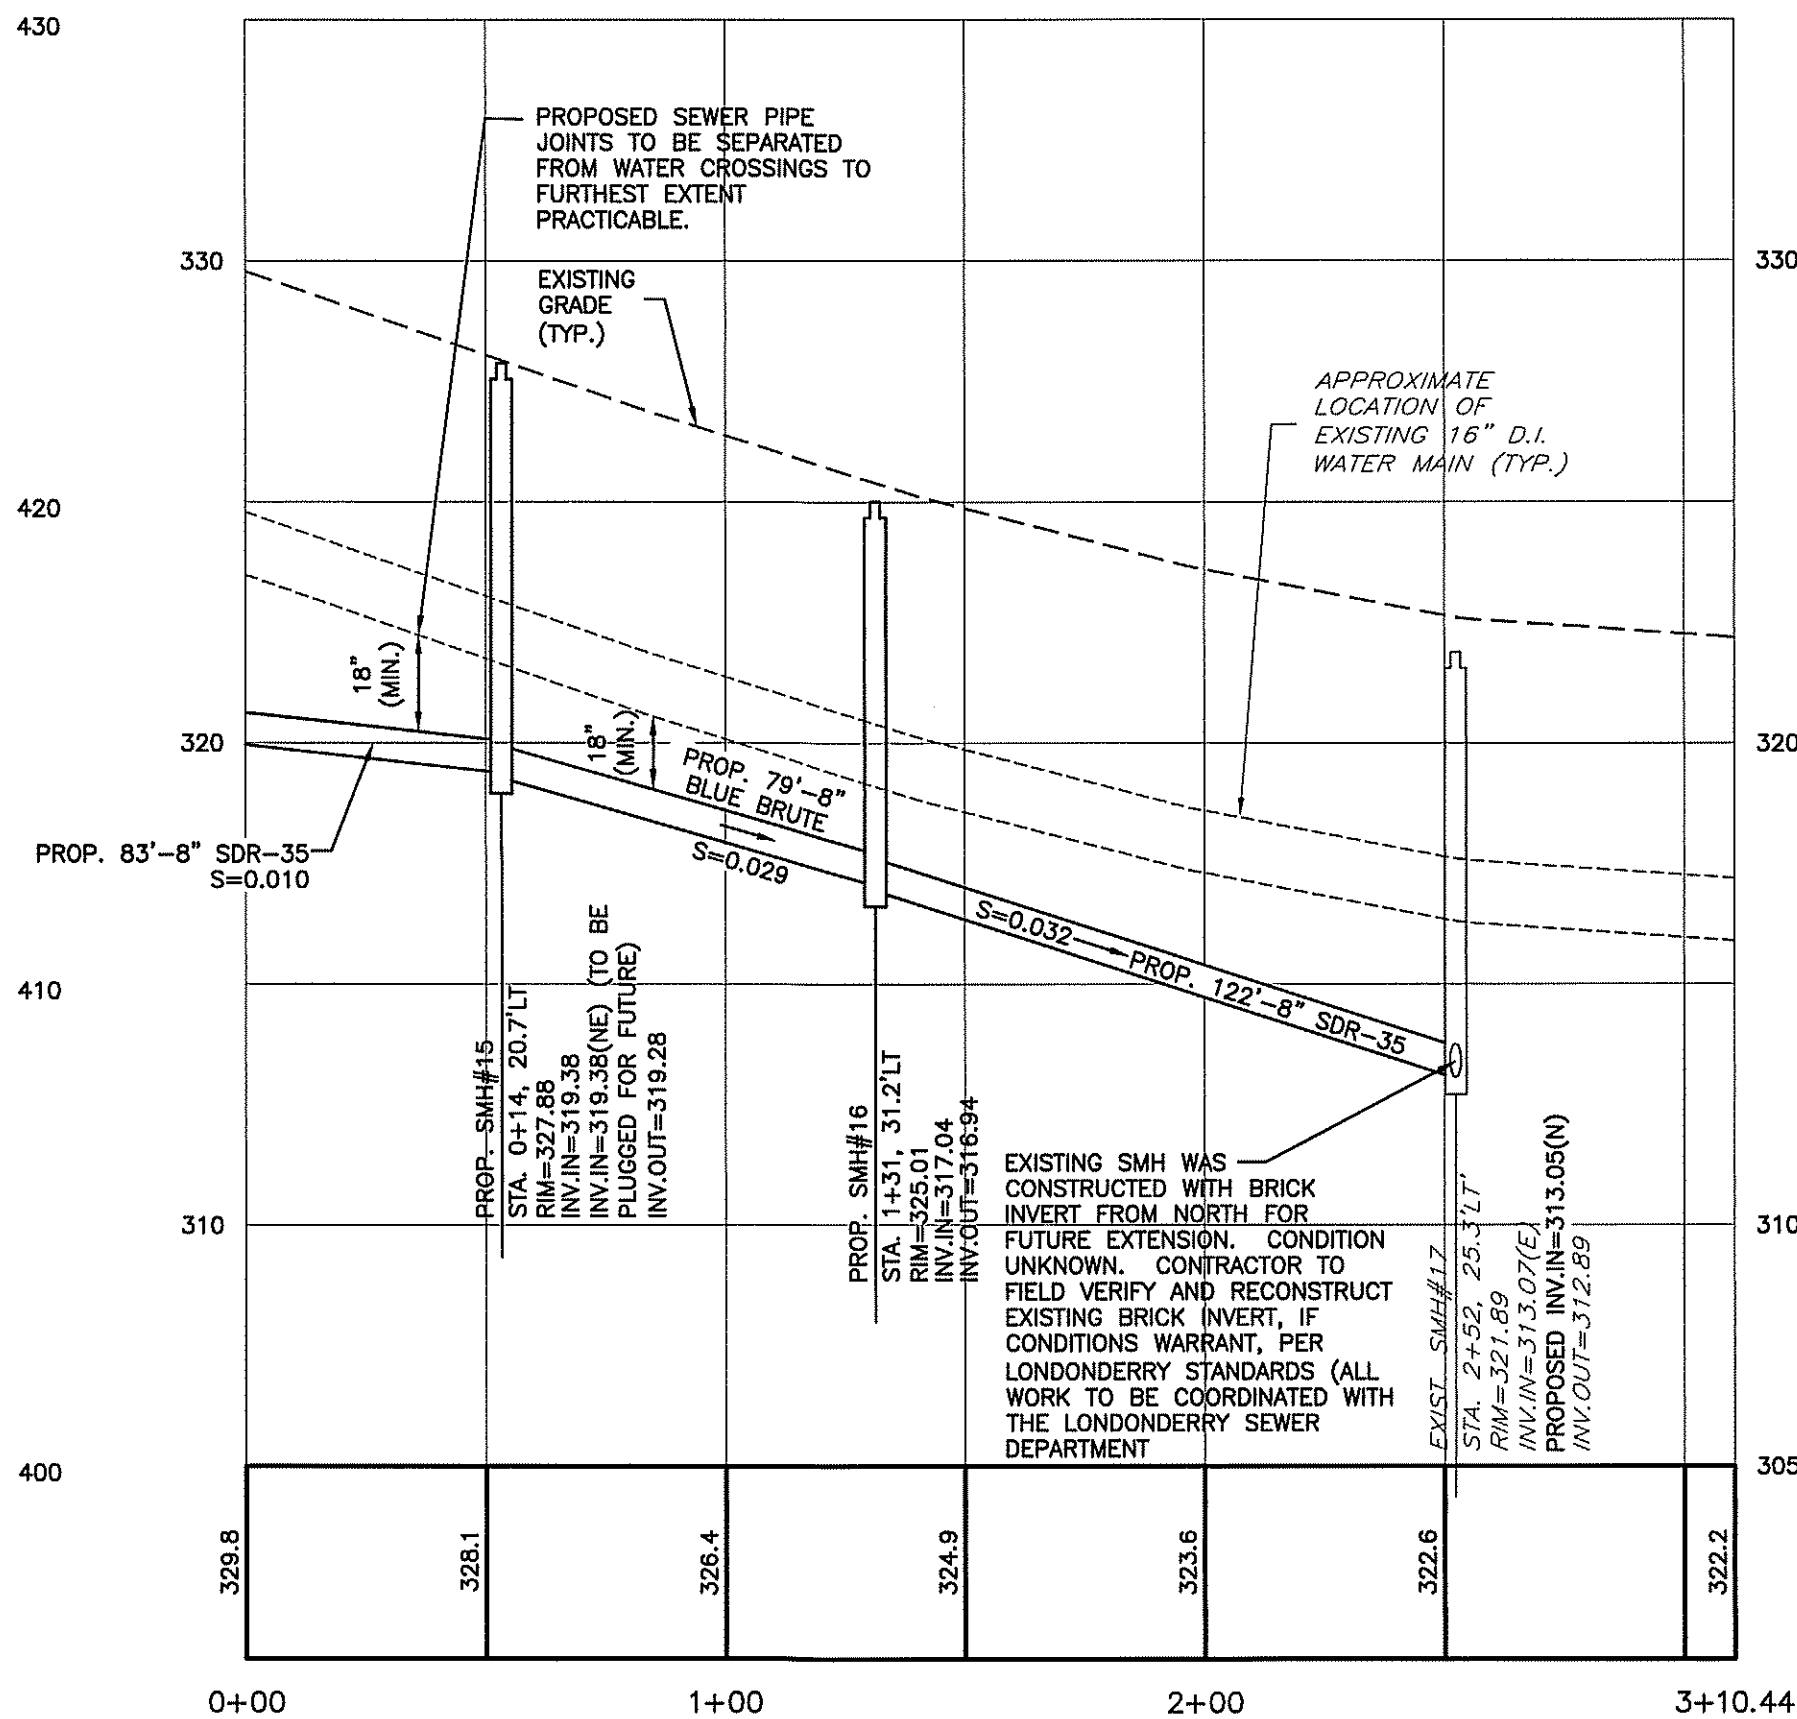 430
PROPOSED SEWER PIPE
JOINTS TO BE SEPARATED
FROM WATER CROSSINGS TO
FURTHEST EXTENT
PRACTICABLE.
330
330
EXISTING
GRADE
(TYP.)
APPROXIMATE
LOCATION OF
EXISTING 16" D.I.
WATER MAIN (TYP.)
420
18"
(MIN.)
18"
(MIN.)
320
320
PROP. 79'-8"
BLUE BRUTE
S=0.029
PROP. 83'-8" SDR-35
S=0.010
S=0.032
PROP. 122'-8" SDR-35
410
PROP. SMH#15
STA. 0+14, 20.7'LT
RIM=327.88
INV.IN=319.38
INV.IN=319.38(NE) (TO BE
PLUGGED FOR FUTURE)
INV.OUT=319.28
PROP. SMH#16
STA. 1+31, 31.2'LT
RIM=325.01
INV.IN=317.04
INV.OUT=316.94
EXISTING SMH WAS
CONSTRUCTED WITH BRICK
INVERT FROM NORTH FOR
FUTURE EXTENSION. CONDITION
UNKNOWN. CONTRACTOR TO
FIELD VERIFY AND RECONSTRUCT
EXISTING BRICK INVERT, IF
CONDITIONS WARRANT, PER
LONDONDERRY STANDARDS (ALL
WORK TO BE COORDINATED WITH
THE LONDONDERRY SEWER
DEPARTMENT
EXIST. SMH#17
STA. 2+52, 25.3'LT'
RIM=321.89
INV.IN=313.07(E)
PROPOSED INV.IN=313.05(N)
INV.OUT=312.89
310
310
400
305
329.8
328.1
326.4
324.9
323.6
322.6
322.2
0+00
1+00
2+00
3+10.44